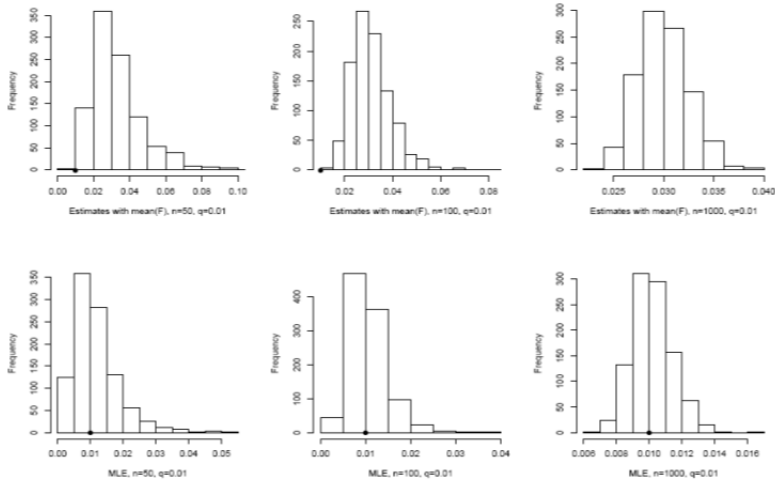 Frequency
0 50 100 150 200 250 300 350
0.00 0.02 0.04 0.06 0.08 0.10
Estimates with mean(F), n=50, q=0.01
Frequency
0 50 100 150 200 250
0.02 0.04 0.06 0.08
Estimates with mean(F), n=100, q=0.01
Frequency
0 50 100 150 200 250 300
0.025 0.030 0.035 0.040
Estimates with mean(F), n=1000, q=0.01
Frequency
0 50 100 150 200 250 300 350
0.00 0.01 0.02 0.03 0.04 0.05
MLE, n=50, q=0.01
Frequency
0 100 200 300 400
0.00 0.01 0.02 0.03 0.04
MLE, n=100, q=0.01
Frequency
0 50 100 150 200 250 300
0.006 0.008 0.010 0.012 0.014 0.016
MLE, n=1000, q=0.01